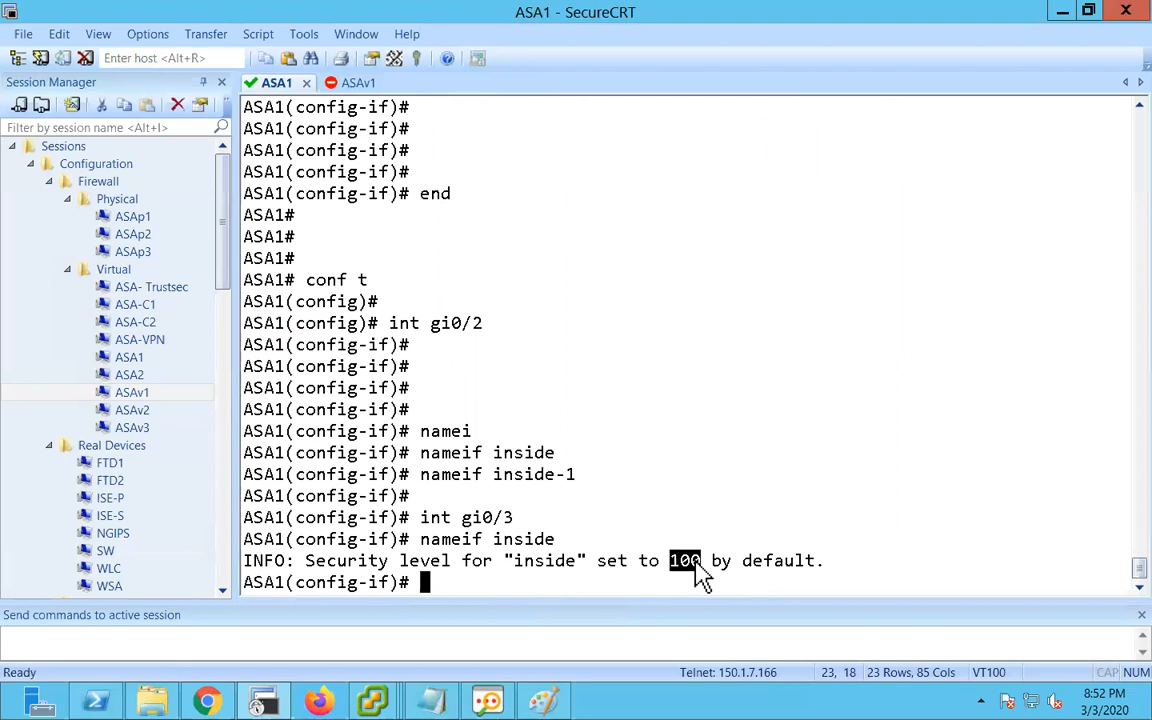 ASA1 - SecureCRT
File Edit View Options Transfer Script Tools Window Help
Enter host <Alt+R>
Session Manager
ASA1
ASAv1
Filter by session name <Alt+I>
Sessions
Configuration
Firewall
Physical
ASAp1
ASAp2
ASAp3
Virtual
ASA- Trustsec
ASA-C1
ASA-C2
ASA-VPN
ASA1
ASA2
ASAv1
ASAv2
ASAv3
Real Devices
FTD1
FTD2
ISE-P
ISE-S
NGIPS
SW
WLC
WSA
ASA1(config-if)#
ASA1(config-if)#
ASA1(config-if)#
ASA1(config-if)#
ASA1(config-if)# end
ASA1#
ASA1#
ASA1#
ASA1# conf t
ASA1(config)#
ASA1(config)# int gi0/2
ASA1(config-if)#
ASA1(config-if)#
ASA1(config-if)#
ASA1(config-if)#
ASA1(config-if)# namei
ASA1(config-if)# nameif inside
ASA1(config-if)# nameif inside-1
ASA1(config-if)#
ASA1(config-if)# int gi0/3
ASA1(config-if)# nameif inside
INFO: Security level for "inside" set to 100 by default.
ASA1(config-if)#
Send commands to active session
Ready
Telnet: 150.1.7.166
23, 18
23 Rows, 85 Cols
VT100
CAP NUM
8:52 PM
3/3/2020